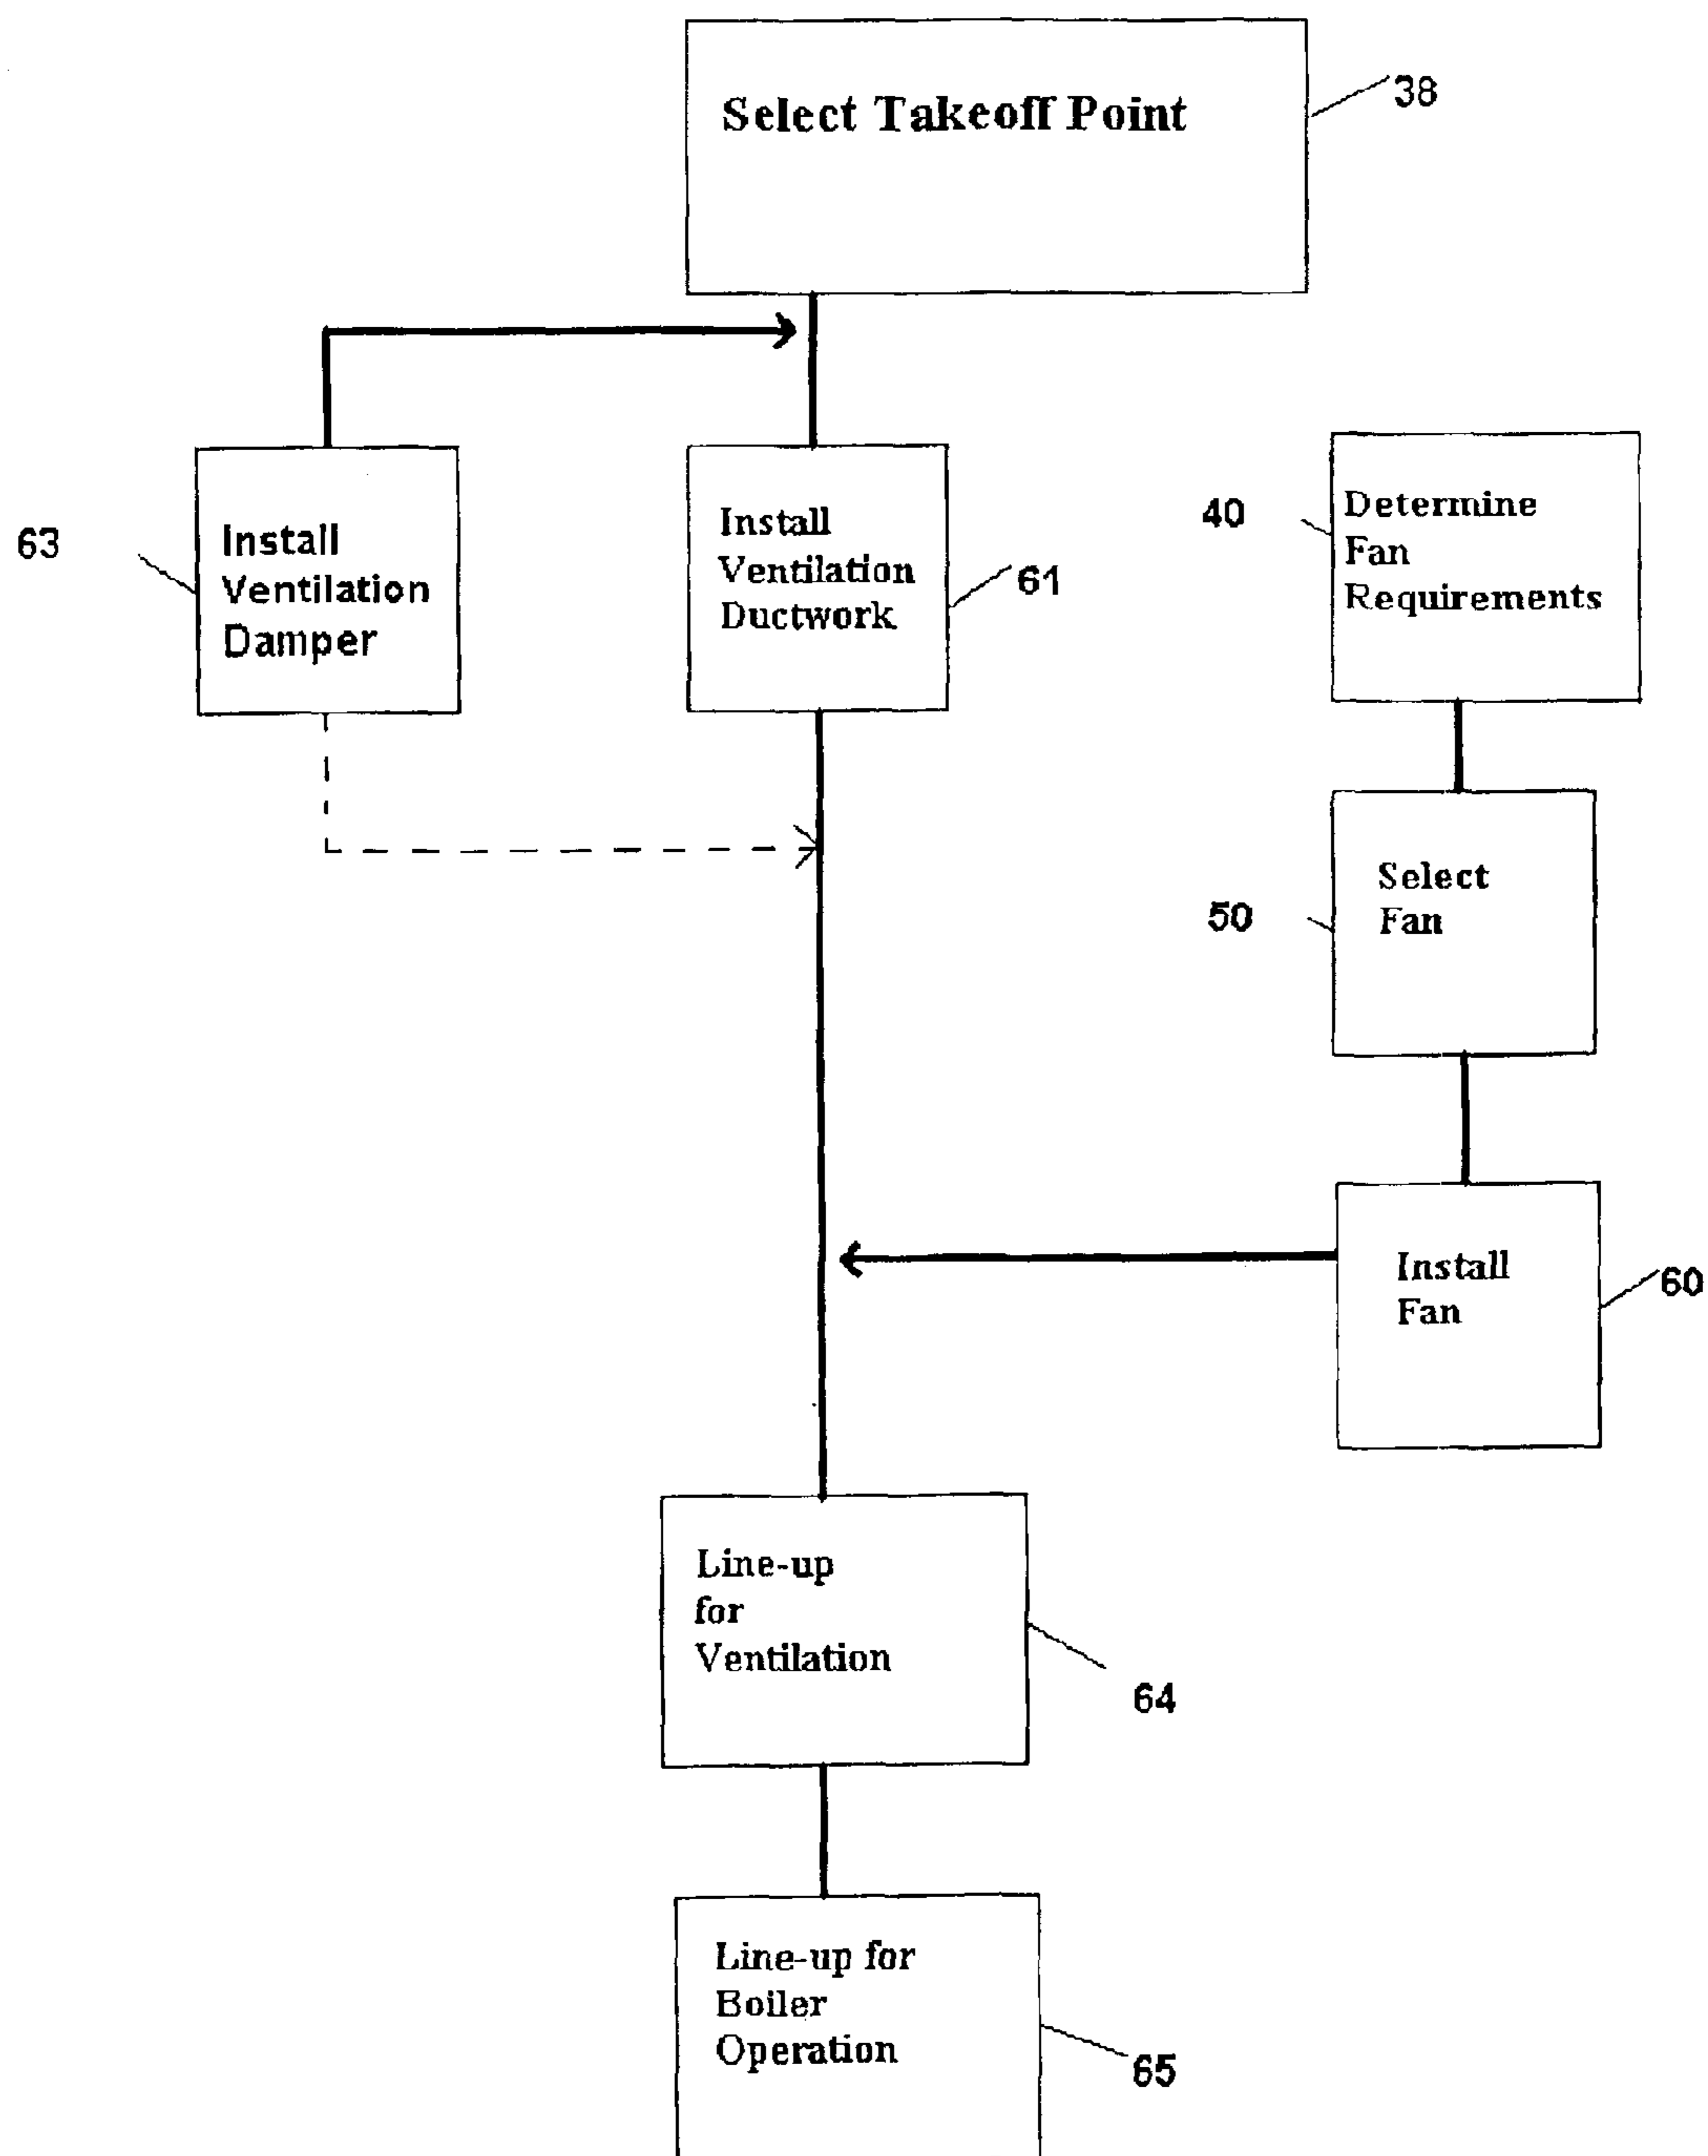 Select Takeoff Point
38
63
Install
Ventilation
Damper
Install
Ventilation
Ductwork
61
40
Determine
Fan
Requirements
50
Select
Fan
Install
Fan
60
Line-up
for
Ventilation
64
Line-up for
Boiler
Operation
65